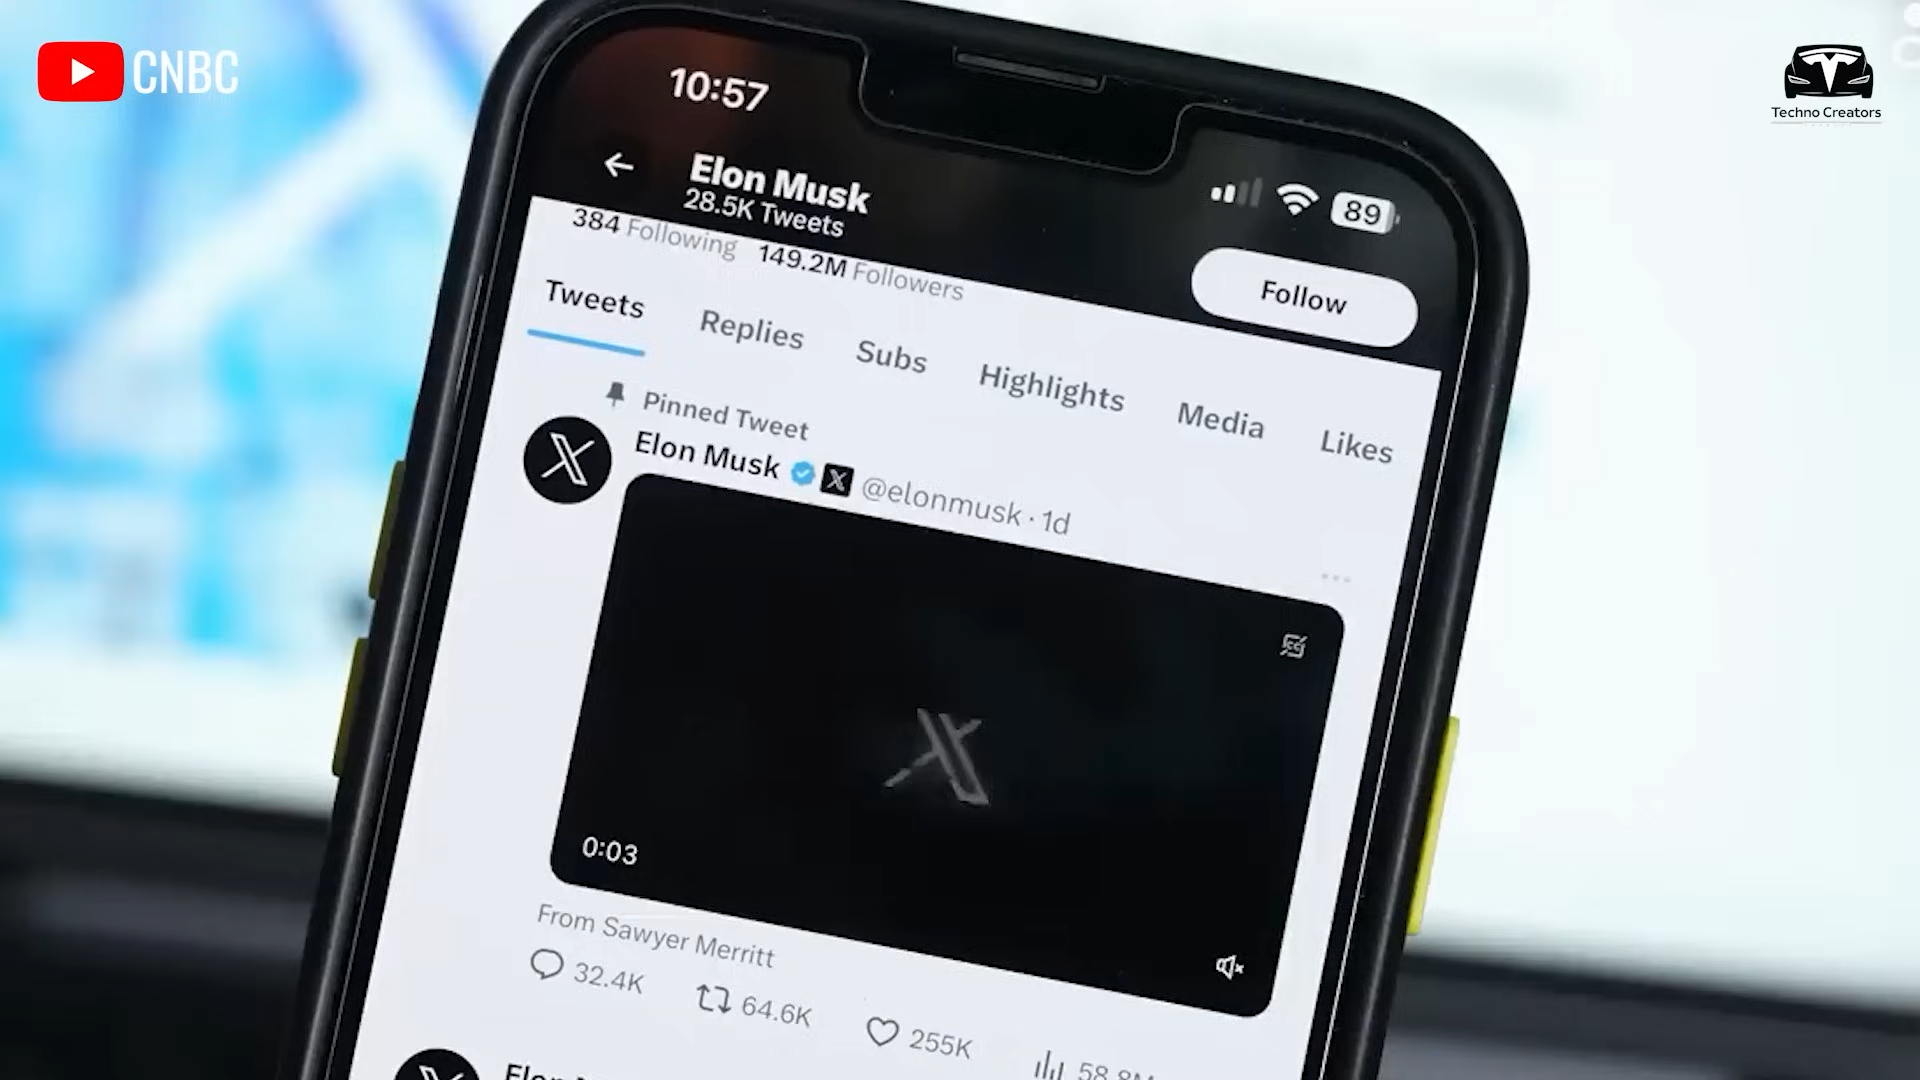 CNBC
Techno Creators
10:57
89
Elon Musk
28.5K Tweets
Follow
384 Following 149.2M Followers
Tweets Replies Subs Highlights Media Likes
Pinned Tweet
Elon Musk @elonmusk · 1d
0:03
From Sawyer Merritt
32.4K 64.6K 255K 58.8M